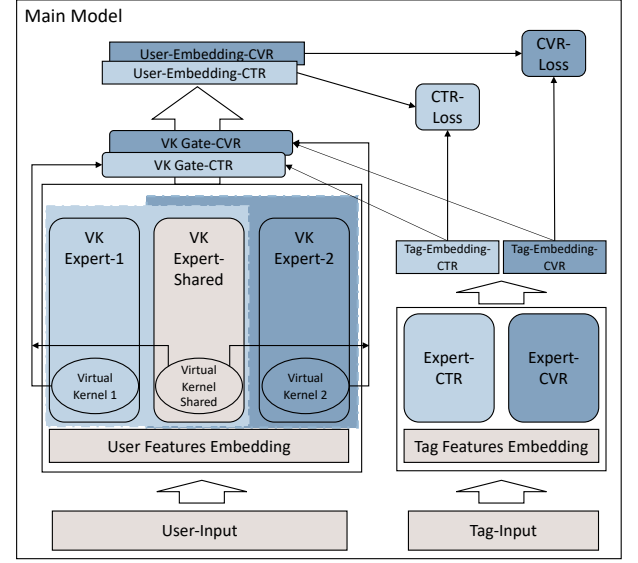 Main Model
User-Embedding-CVR
User-Embedding-CTR
CVR-
Loss
CTR-
Loss
VK Gate-CVR
VK Gate-CTR
VK
Expert-1
VK
Expert-
Shared
VK
Expert-2
Virtual
Kernel 1
Virtual
Kernel
Shared
Virtual
Kernel 2
User Features Embedding
User-Input
Tag-Embedding-
CTR
Tag-Embedding-
CVR
Expert-
CTR
Expert-
CVR
Tag Features Embedding
Tag-Input